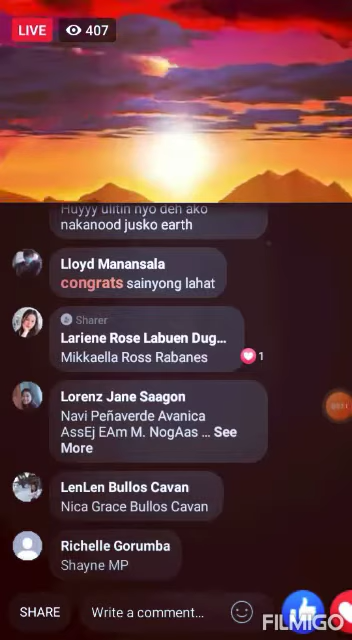 LIVE 407
Huyyy ulitin nyo deh ako
nakanood jusko earth
Lloyd Manansala
congrats sainyong lahat
Sharer
Lariene Rose Labuen Dug...
Mikkaella Ross Rabanes
1
Lorenz Jane Saagon
Navi Peñaverde Avanica
AssEj EAm M. NogAas ... See
More
LenLen Bullos Cavan
Nica Grace Bullos Cavan
Richelle Gorumba
Shayne MP
SHARE Write a comment...
FILMIGO